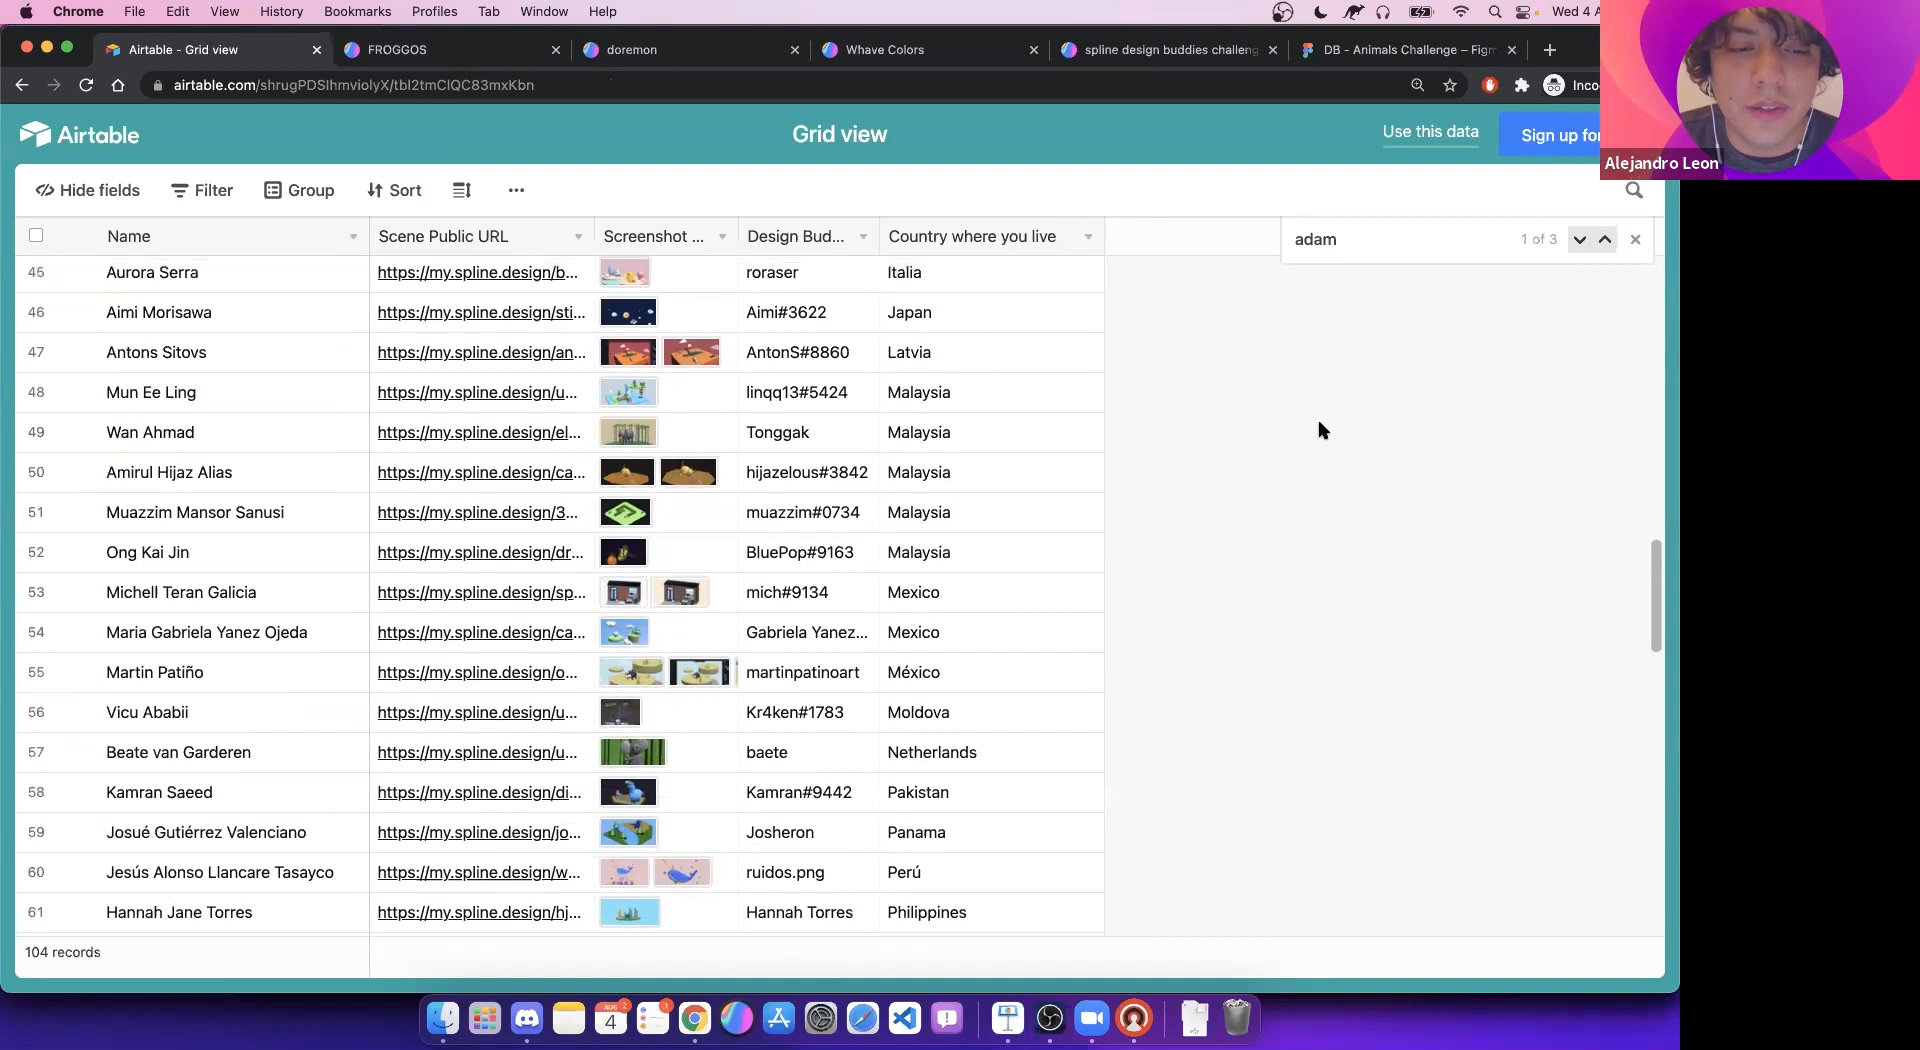 Chrome File Edit View History Bookmarks Profiles Tab Window Help Wed 4 A
Airtable - Grid view FROGGOS doremon Whave Colors spline design buddies challeng DB - Animals Challenge – Figm
airtable.com/shrugPDSlhmviolyX/tbl2tmClQC83mxKbn Inco
Alejandro Leon
Airtable Grid view Use this data Sign up fo
Hide fields Filter Group Sort
Name Scene Public URL Screenshot ... Design Bud... Country where you live
adam 1 of 3
45 Aurora Serra https://my.spline.design/b... roraser Italia
46 Aimi Morisawa https://my.spline.design/sti... Aimi#3622 Japan
47 Antons Sitovs https://my.spline.design/an... AntonS#8860 Latvia
48 Mun Ee Ling https://my.spline.design/u... linqq13#5424 Malaysia
49 Wan Ahmad https://my.spline.design/el... Tonggak Malaysia
50 Amirul Hijaz Alias https://my.spline.design/ca... hijazelous#3842 Malaysia
51 Muazzim Mansor Sanusi https://my.spline.design/3... muazzim#0734 Malaysia
52 Ong Kai Jin https://my.spline.design/dr... BluePop#9163 Malaysia
53 Michell Teran Galicia https://my.spline.design/sp... mich#9134 Mexico
54 Maria Gabriela Yanez Ojeda https://my.spline.design/ca... Gabriela Yanez... Mexico
55 Martin Patiño https://my.spline.design/o... martinpatinoart México
56 Vicu Ababii https://my.spline.design/u... Kr4ken#1783 Moldova
57 Beate van Garderen https://my.spline.design/u... baete Netherlands
58 Kamran Saeed https://my.spline.design/di... Kamran#9442 Pakistan
59 Josué Gutiérrez Valenciano https://my.spline.design/jo... Josheron Panama
60 Jesús Alonso Llancare Tasayco https://my.spline.design/w... ruidos.png Perú
61 Hannah Jane Torres https://my.spline.design/hj... Hannah Torres Philippines
104 records
AUG 2 4 1